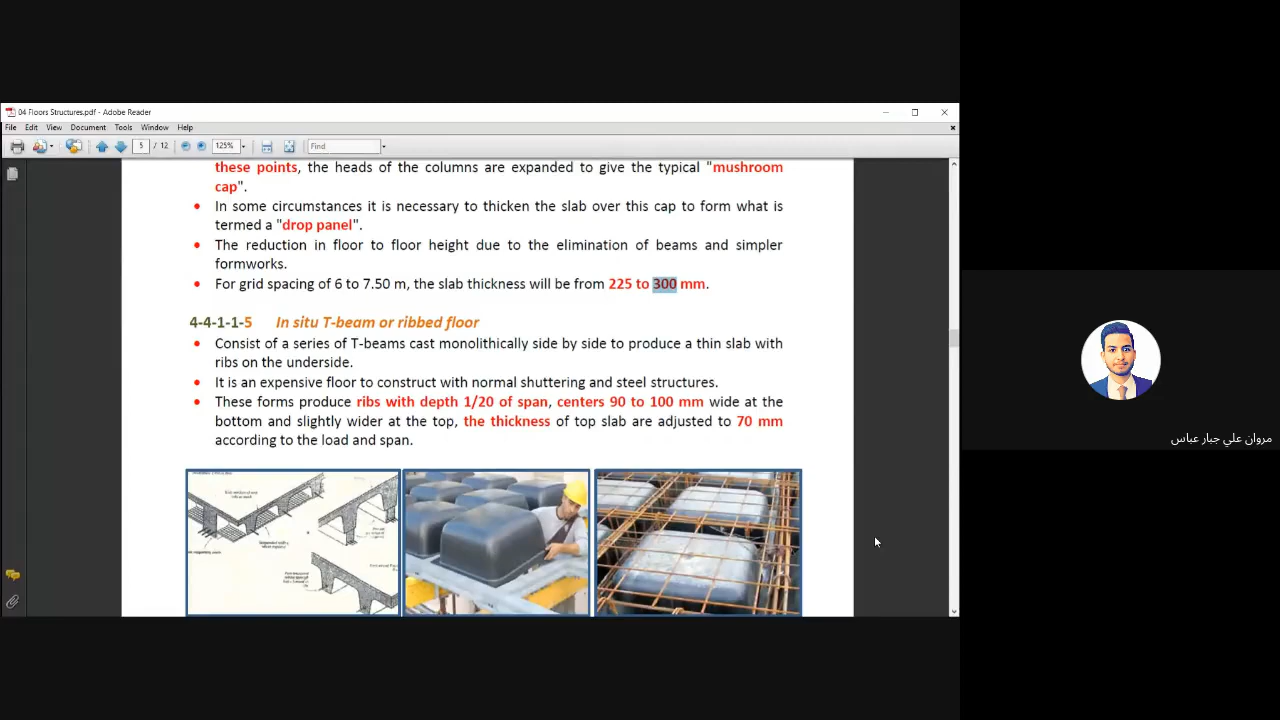 04 Floors Structures.pdf - Adobe Reader
File Edit View Document Tools Window Help
5 / 12 125% Find
these points, the heads of the columns are expanded to give the typical "mushroom
cap".
• In some circumstances it is necessary to thicken the slab over this cap to form what is
termed a "drop panel".
• The reduction in floor to floor height due to the elimination of beams and simpler
formworks.
• For grid spacing of 6 to 7.50 m, the slab thickness will be from 225 to 300 mm.
4-4-1-1-5 In situ T-beam or ribbed floor
• Consist of a series of T-beams cast monolithically side by side to produce a thin slab with
ribs on the underside.
• It is an expensive floor to construct with normal shuttering and steel structures.
• These forms produce ribs with depth 1/20 of span, centers 90 to 100 mm wide at the
bottom and slightly wider at the top, the thickness of top slab are adjusted to 70 mm
according to the load and span.
مروان علي جبار عباس